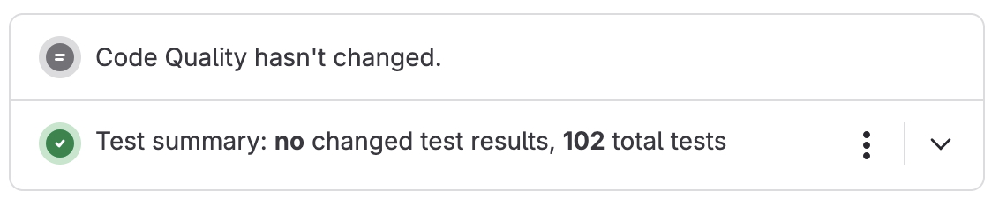 Code Quality hasn't changed.
Test summary: no changed test results, 102 total tests